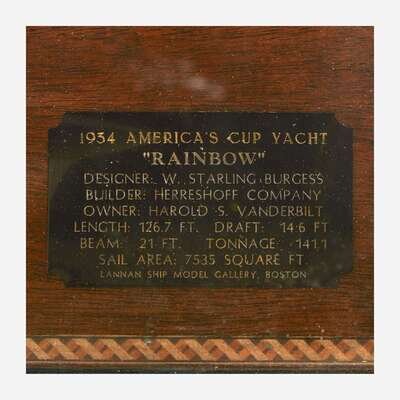 1934 AMERICA'S CUP YACHT
"RAINBOW"
DESIGNER: W. STARLING BURGESS
BUILDER: HERRESHOFF COMPANY
OWNER: HAROLD S. VANDERBILT
LENGTH: 126.7 FT. DRAFT: 14.6 FT
BEAM: 21 FT. TONNAGE: 141.1
SAIL AREA: 7535 SQUARE FT.
LANNAN SHIP MODEL GALLERY, BOSTON